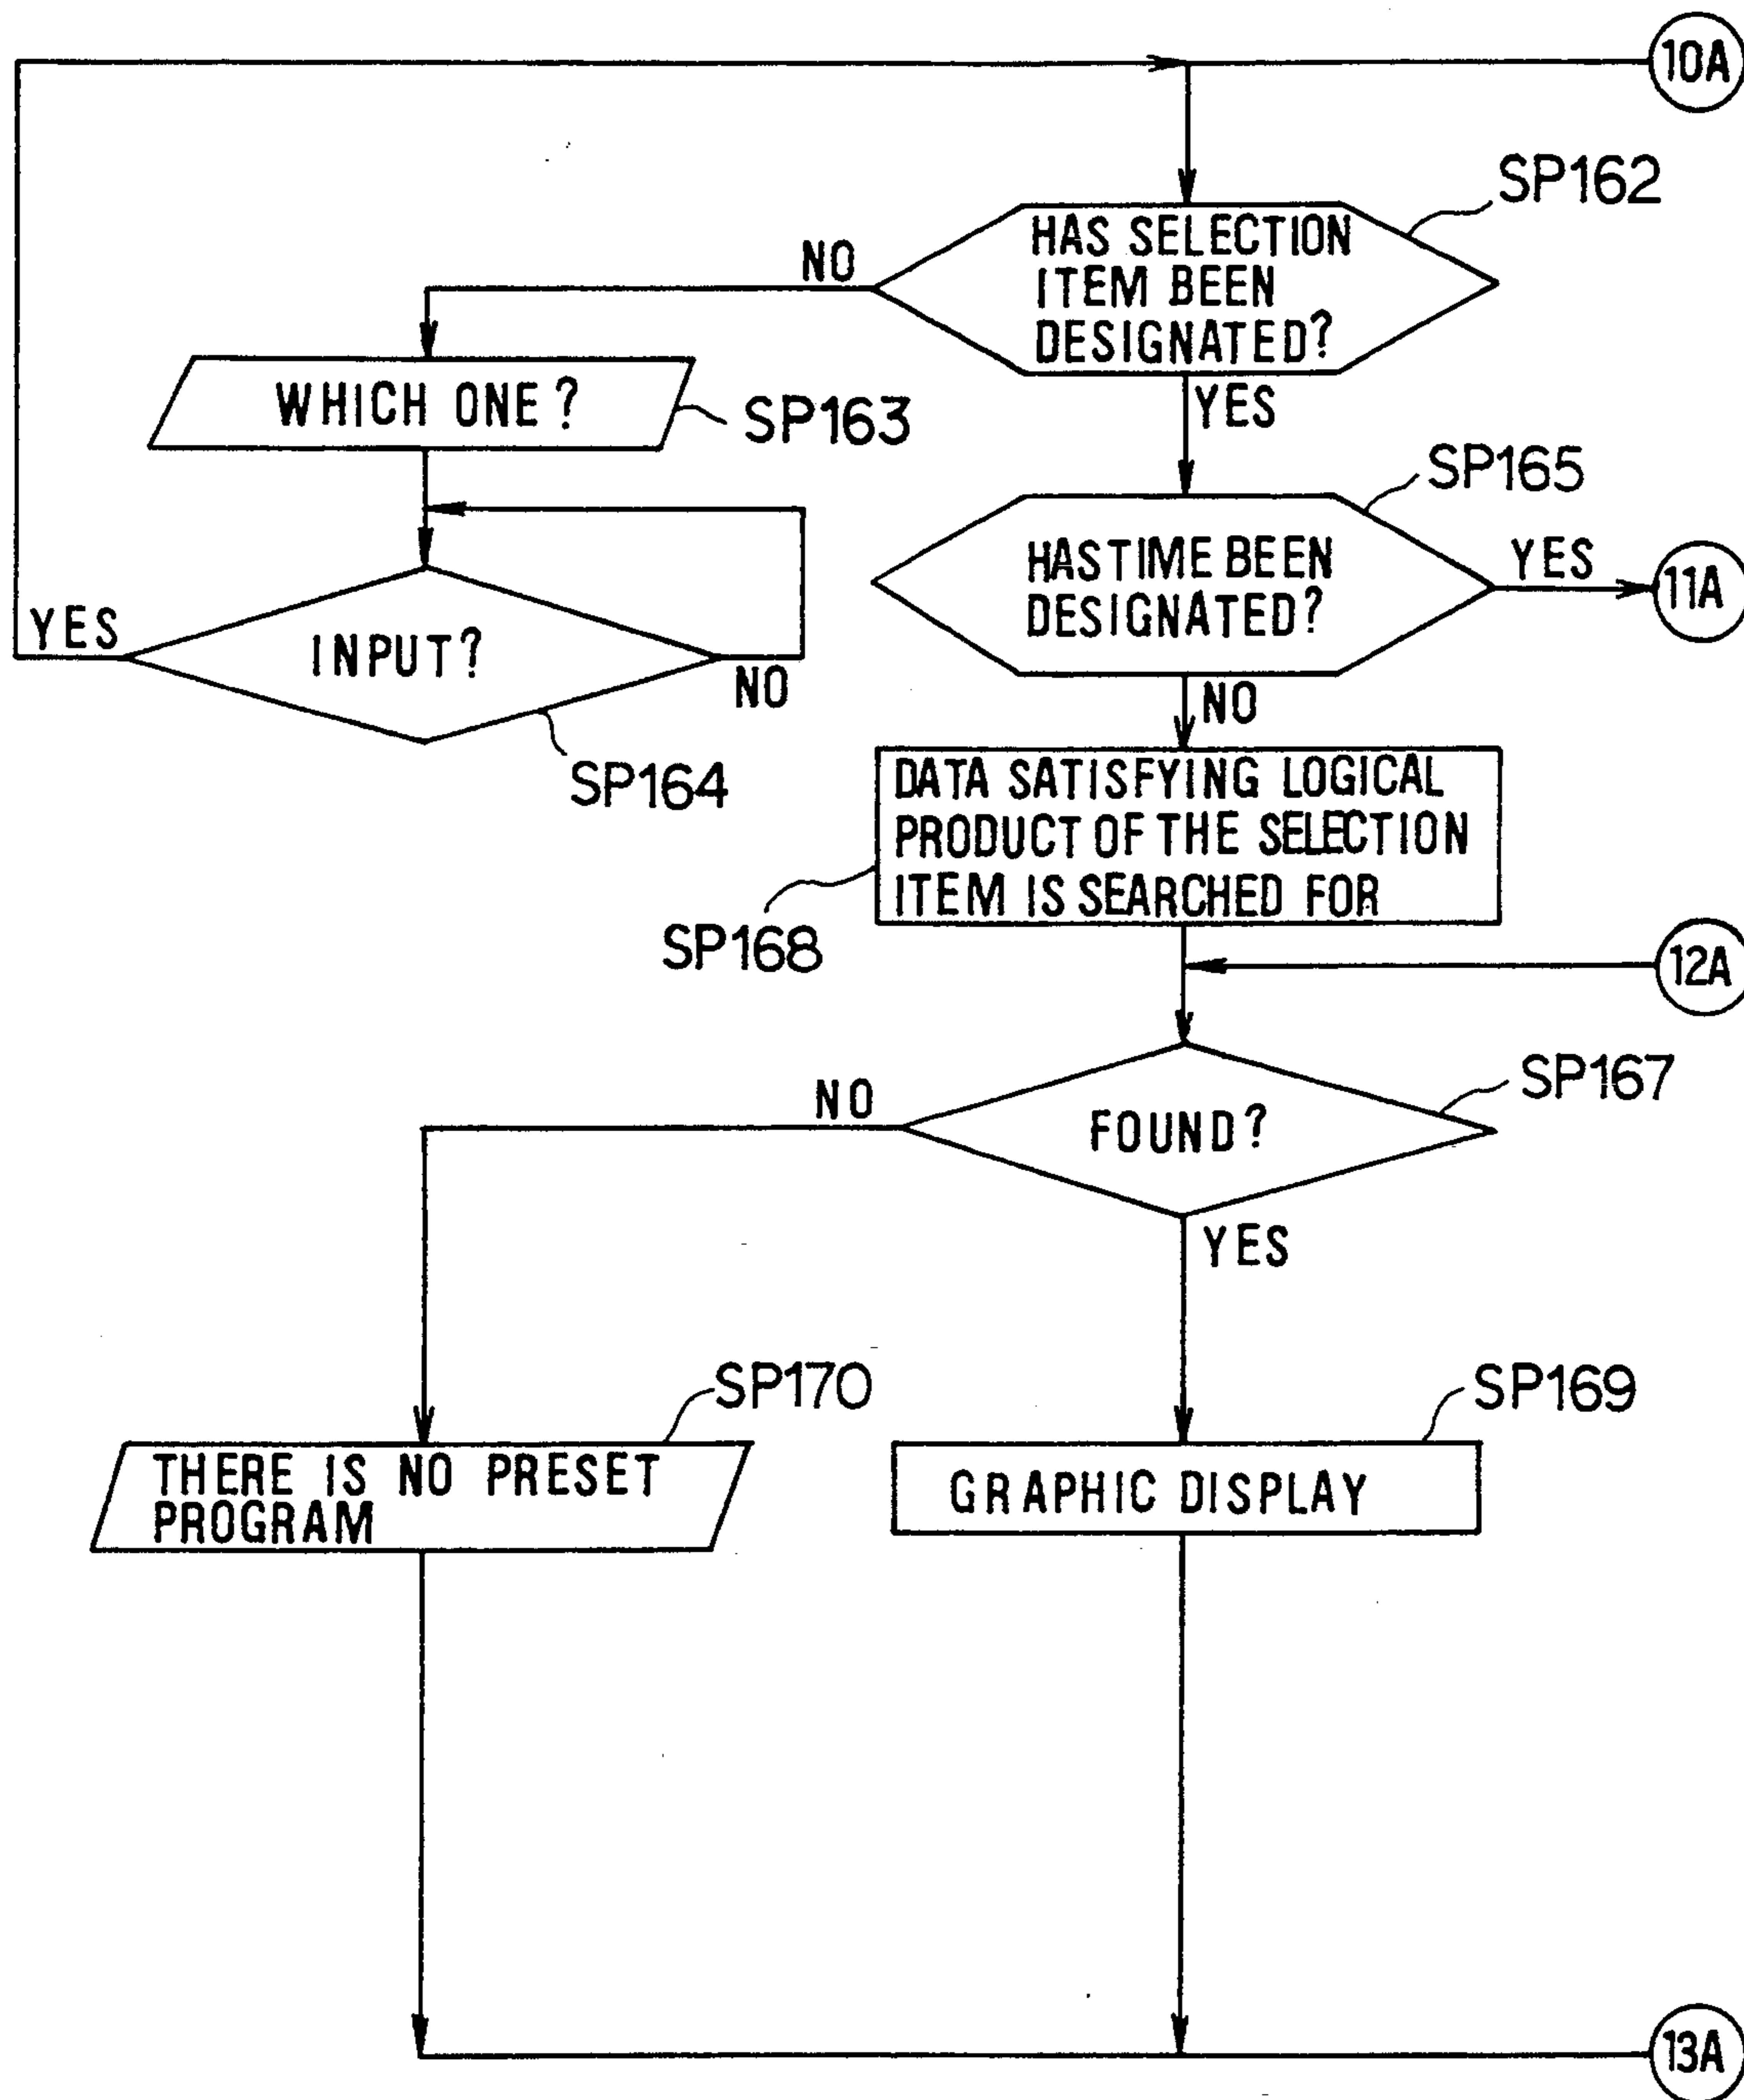 10A
SP162
HAS SELECTION
ITEM BEEN
DESIGNATED?
NO
YES
WHICH ONE?
SP163
SP165
HAS TIME BEEN
DESIGNATED?
YES
11A
YES
INPUT?
NO
SP164
NO
DATA SATISFYING LOGICAL
PRODUCT OF THE SELECTION
ITEM IS SEARCHED FOR
SP168
12A
SP167
NO
FOUND?
YES
SP170
SP169
THERE IS NO PRESET
PROGRAM
GRAPHIC DISPLAY
13A